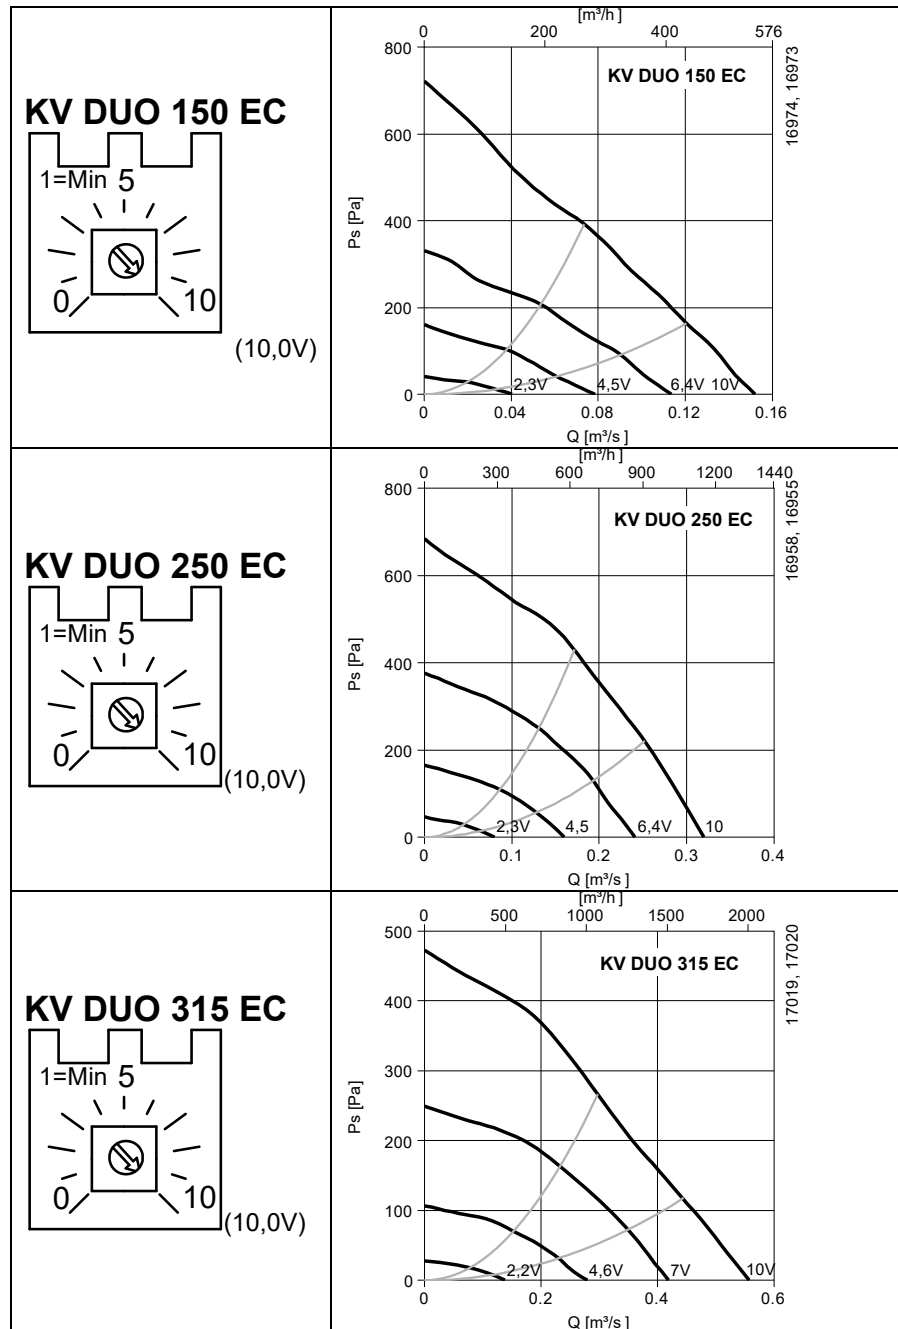 KV DUO 150 EC
1=Min 5
0 10
(10,0V)
[m³/h ]
0 200 400 576
800
600
400
200
0
Ps [Pa]
KV DUO 150 EC
2,3V 4,5V 6,4V 10V
0 0.04 0.08 0.12 0.16
Q [m³/s ]
16974, 16973
KV DUO 250 EC
1=Min 5
0 10
(10,0V)
[m³/h ]
0 300 600 900 1200 1440
800
600
400
200
0
Ps [Pa]
KV DUO 250 EC
2,3V 4,5 6,4V 10
0 0.1 0.2 0.3 0.4
Q [m³/s ]
16958, 16955
KV DUO 315 EC
1=Min 5
0 10
(10,0V)
[m³/h ]
0 500 1000 1500 2000
500
400
300
200
100
0
Ps [Pa]
KV DUO 315 EC
2,2V 4,6V 7V 10V
0 0.2 0.4 0.6
Q [m³/s ]
17019, 17020